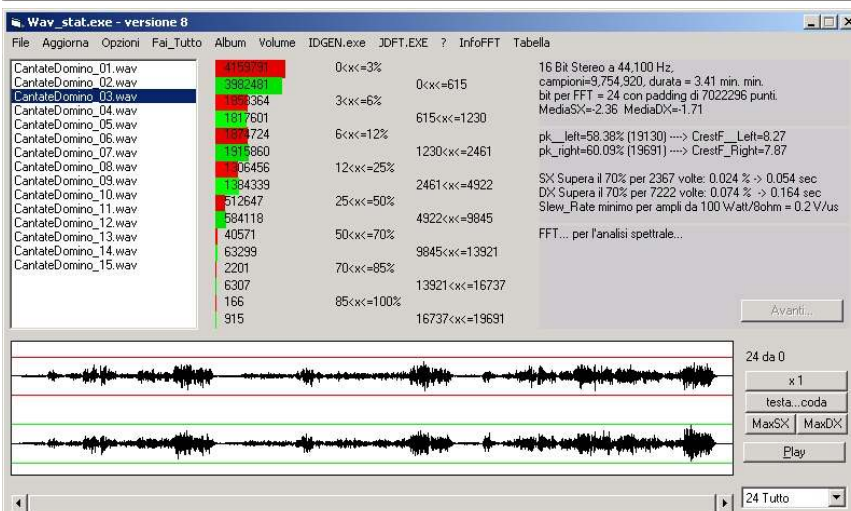 Wav_stat.exe - versione 8
File Aggiorna Opzioni Fai_Tutto Album Volume IDGEN.exe JDFT.EXE ? InfoFFT Tabella
CantateDomino_01.wav
CantateDomino_02.wav
CantateDomino_03.wav
CantateDomino_04.wav
CantateDomino_05.wav
CantateDomino_06.wav
CantateDomino_07.wav
CantateDomino_08.wav
CantateDomino_09.wav
CantateDomino_10.wav
CantateDomino_11.wav
CantateDomino_12.wav
CantateDomino_13.wav
CantateDomino_14.wav
CantateDomino_15.wav
4159791 0<x<=3%
3982481 0<x<=615
1858364 3<x<=6%
1817601 615<x<=1230
1874724 6<x<=12%
1915860 1230<x<=2461
1306456 12<x<=25%
1384339 2461<x<=4922
512647 25<x<=50%
584118 4922<x<=9845
40571 50<x<=70%
63299 9845<x<=13921
2201 70<x<=85%
6307 13921<x<=16737
166 85<x<=100%
915 16737<x<=19691
16 Bit Stereo a 44,100 Hz,
campioni=9,754,920, durata = 3.41 min. min.
bit per FFT = 24 con padding di 7022296 punti.
MediaSX=-2.36 MediaDX=-1.71
pk__left=58.38% (19130) ----> CrestF__Left=8.27
pk_right=60.09% (19691) ----> CrestF_Right=7.87
SX Supera il 70% per 2367 volte: 0.024 % -> 0.054 sec
DX Supera il 70% per 7222 volte: 0.074 % -> 0.164 sec
Slew_Rate minimo per ampli da 100 Watt/8ohm = 0.2 V/us
FFT... per l'analisi spettrale...
Avanti...
24 da 0
x 1
testa...coda
MaxSX MaxDX
Play
24 Tutto